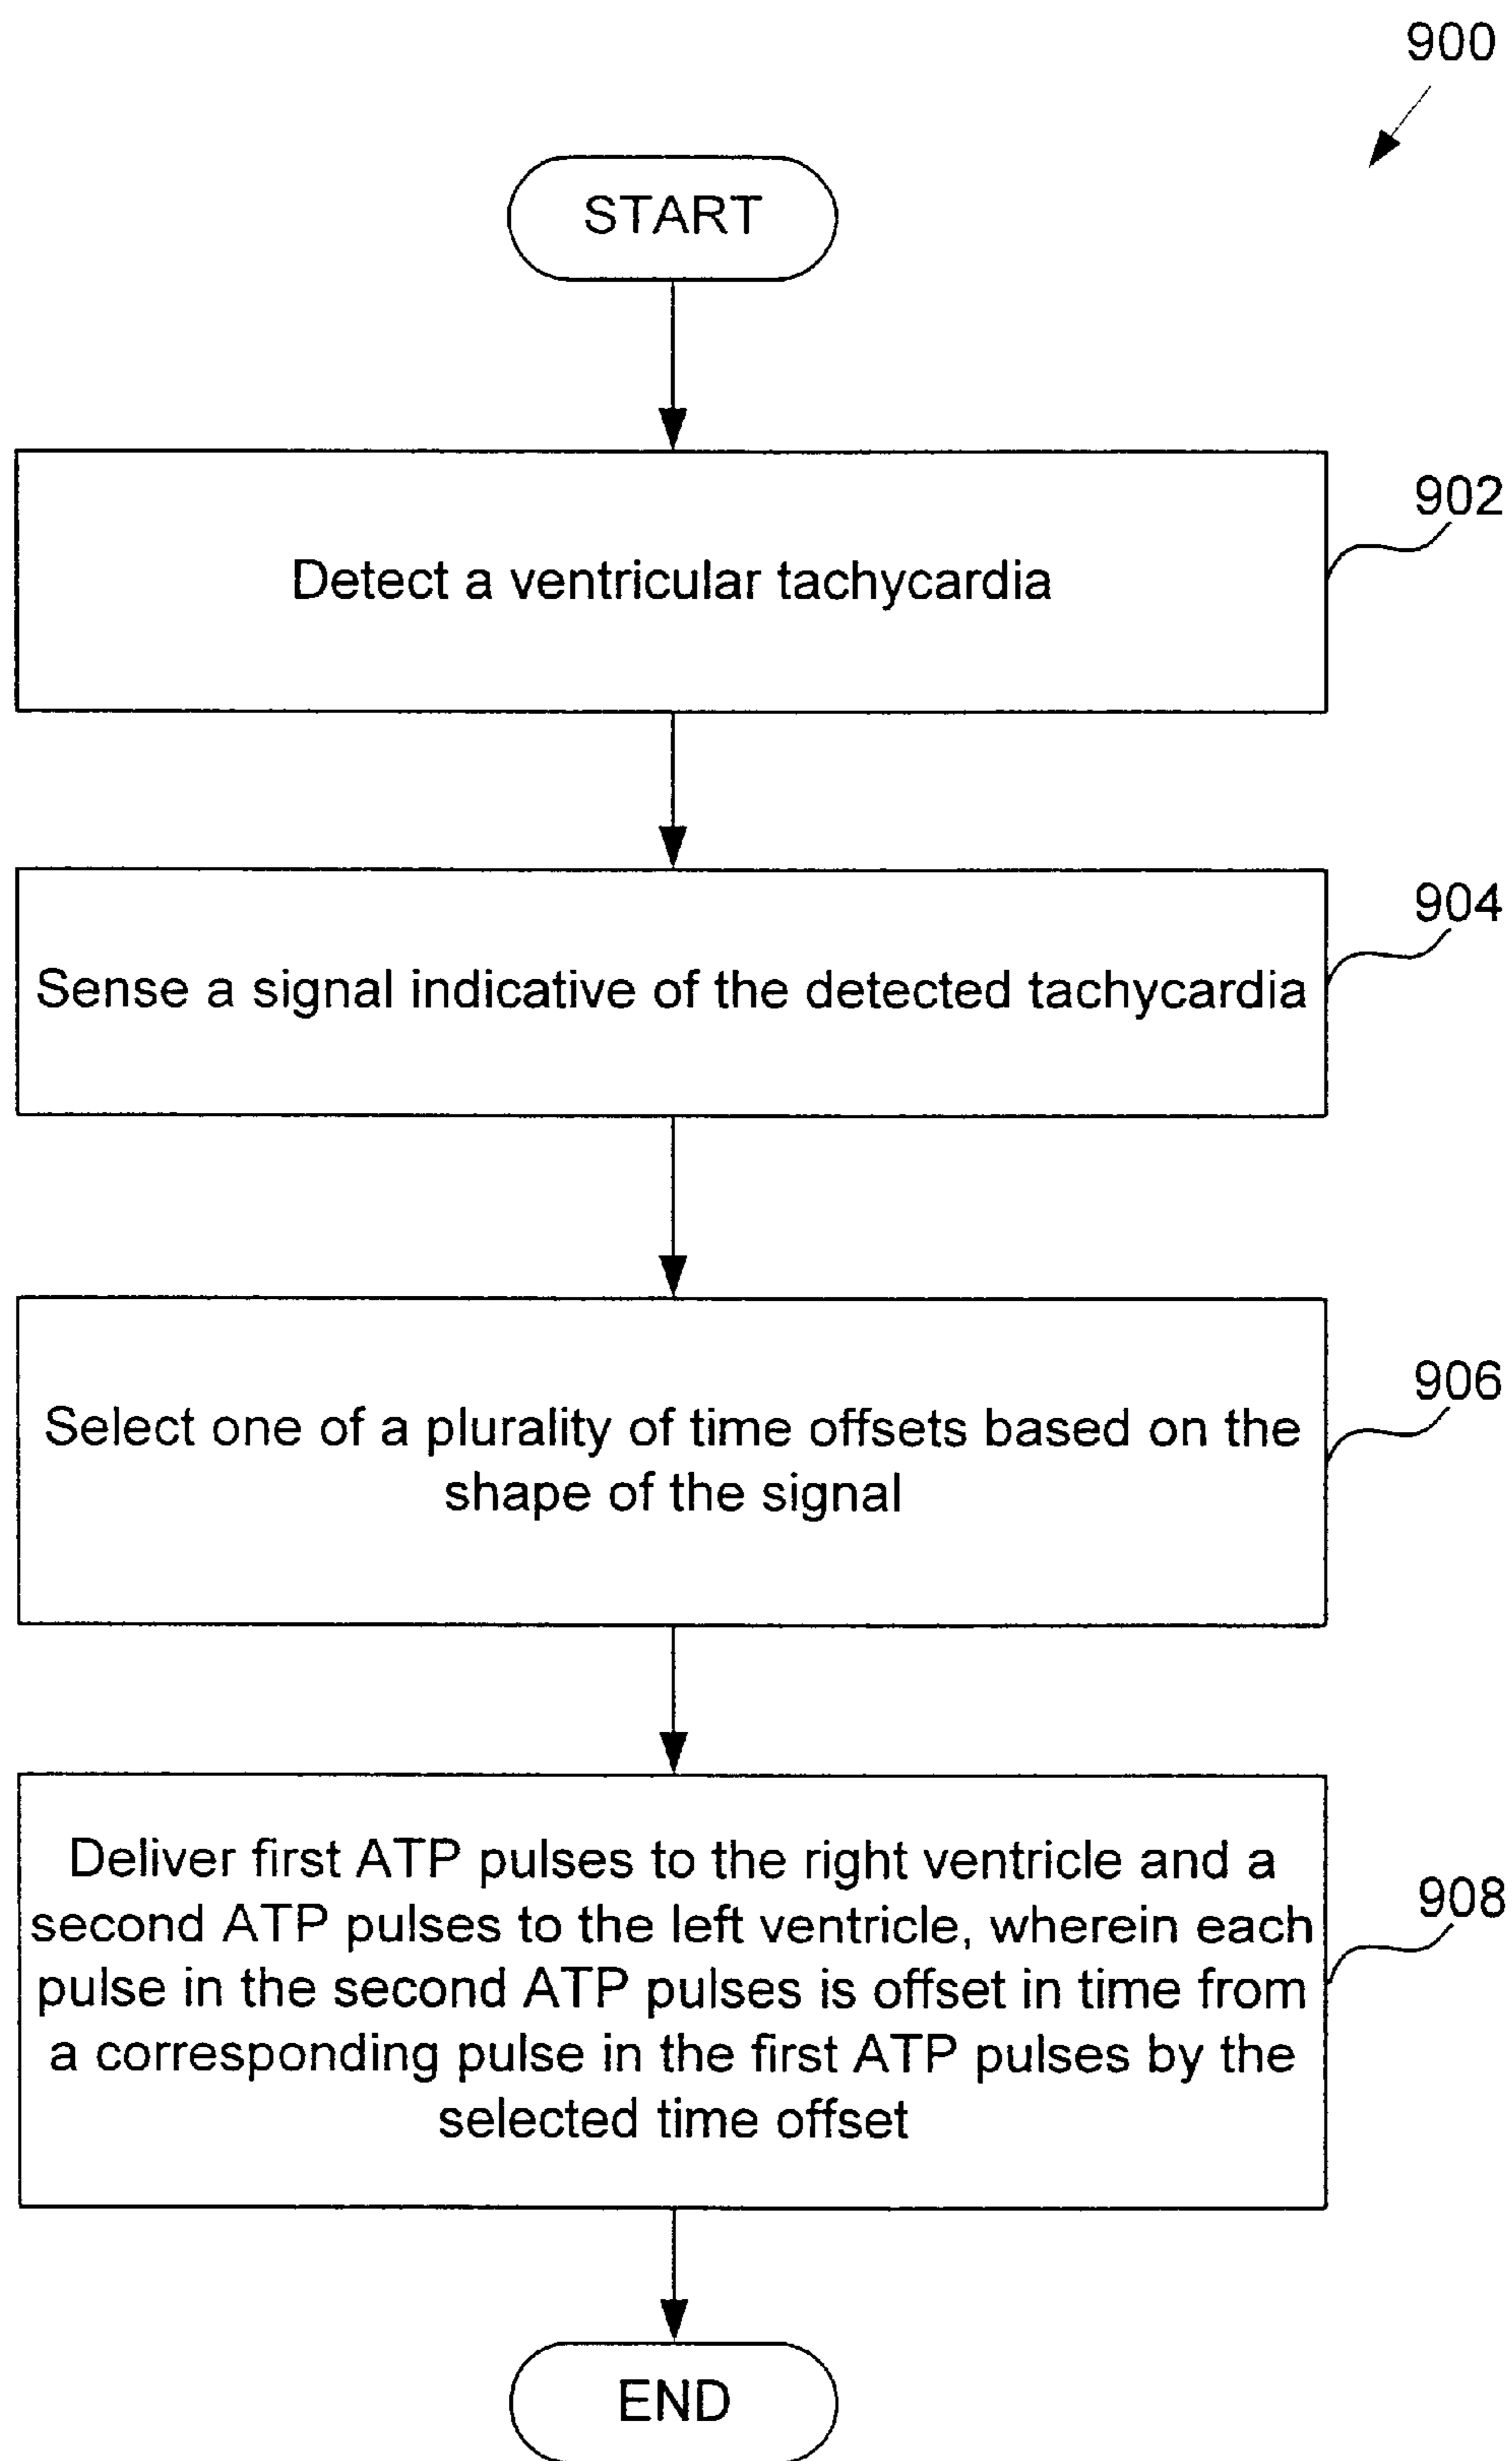 900
START
Detect a ventricular tachycardia
902
Sense a signal indicative of the detected tachycardia
904
Select one of a plurality of time offsets based on the
shape of the signal
906
Deliver first ATP pulses to the right ventricle and a
second ATP pulses to the left ventricle, wherein each
pulse in the second ATP pulses is offset in time from
a corresponding pulse in the first ATP pulses by the
selected time offset
908
END